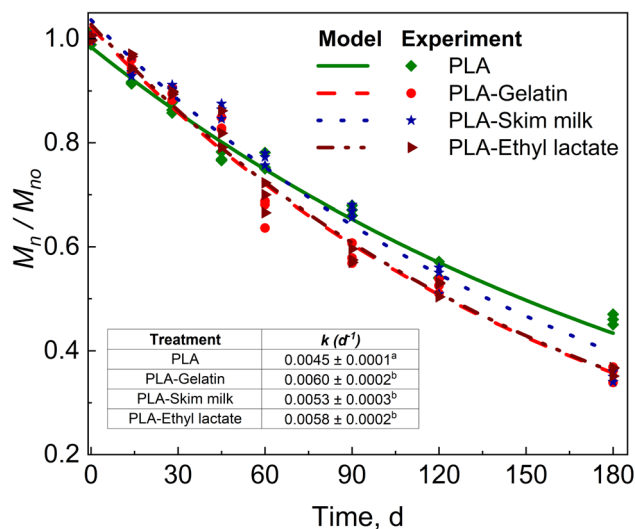 Model Experiment
PLA
PLA-Gelatin
PLA-Skim milk
PLA-Ethyl lactate
1.0
0.8
0.6
0.4
0.2
Mn / Mno
Treatment k (d-1)
PLA 0.0045 ± 0.0001a
PLA-Gelatin 0.0060 ± 0.0002b
PLA-Skim milk 0.0053 ± 0.0003b
PLA-Ethyl lactate 0.0058 ± 0.0002b
0 30 60 90 120 150 180
Time, d